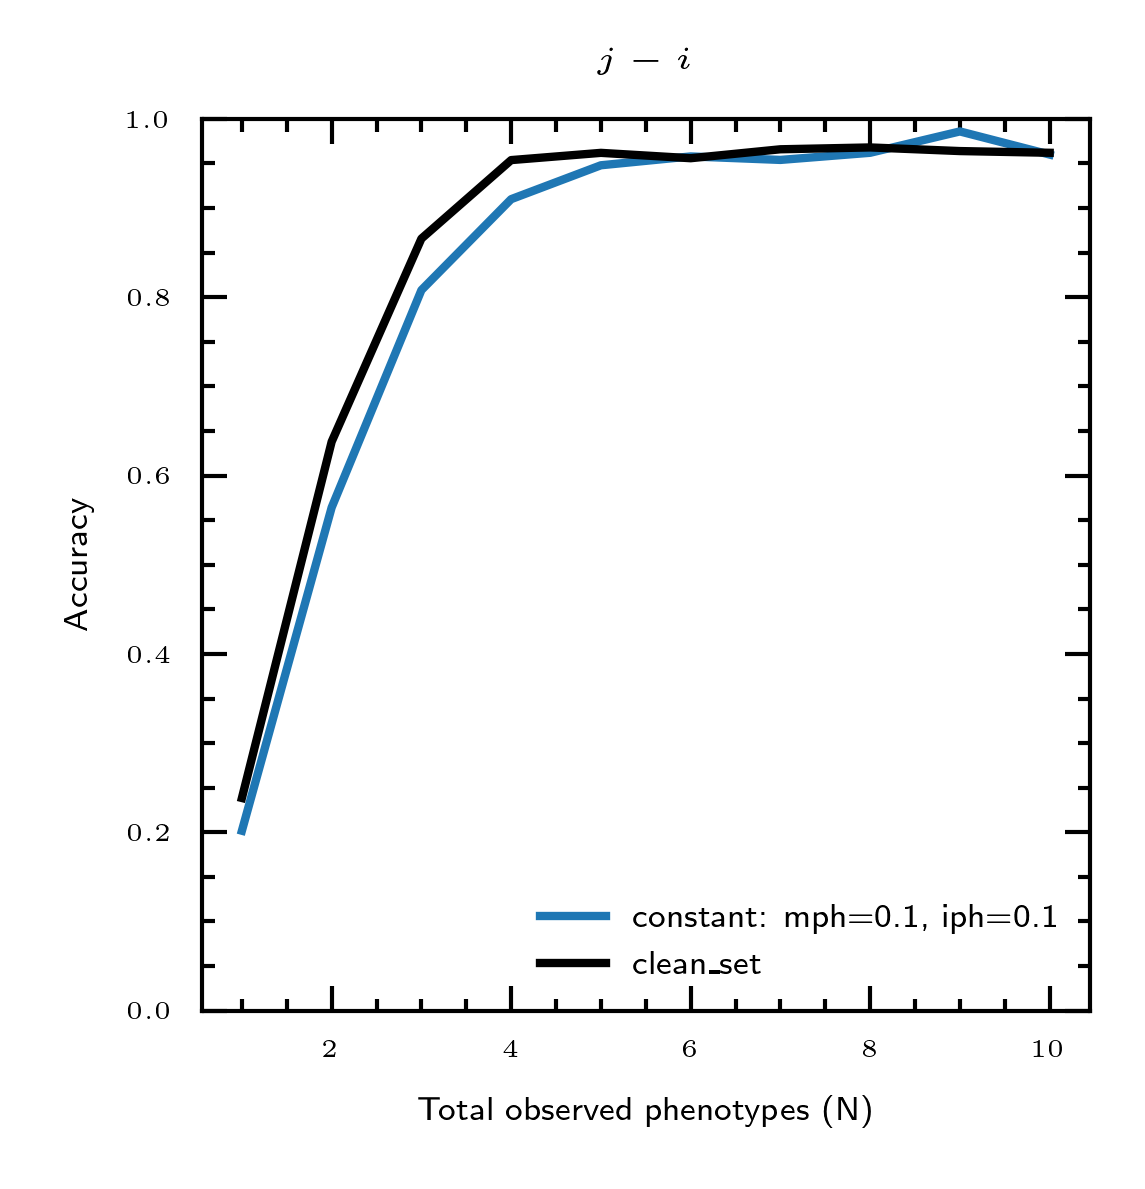 j − i
1.0
0.8
0.6
0.4
0.2
0.0
Accuracy
constant: mph=0.1, iph=0.1
clean_set
2 4 6 8 10
Total observed phenotypes (N)